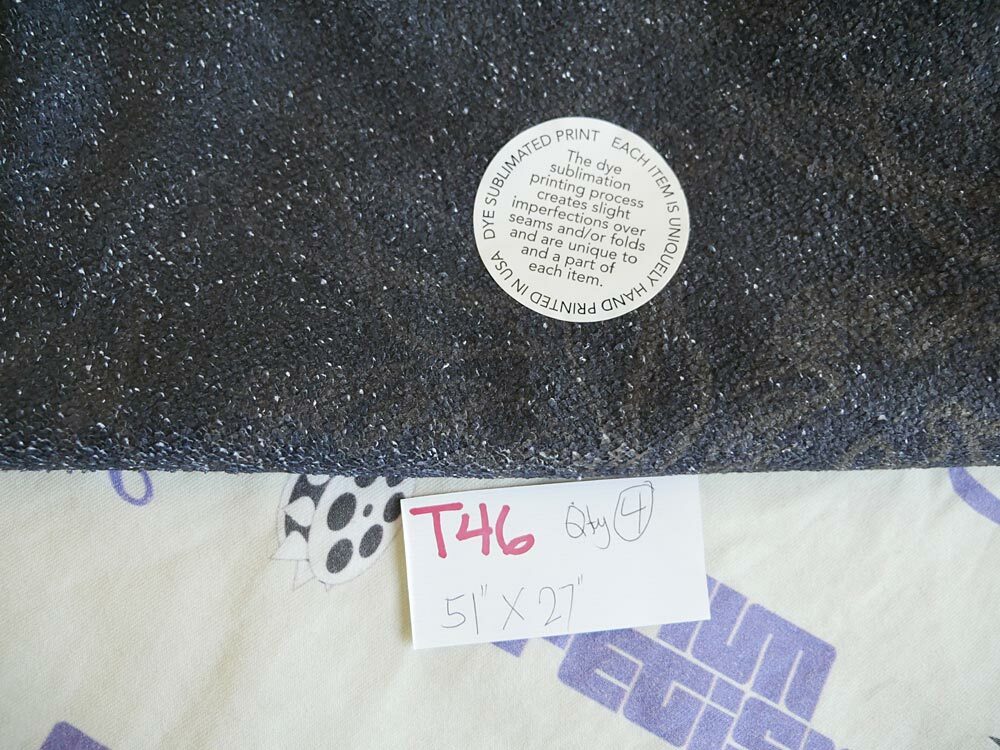 DYE SUBLIMATED PRINT EACH ITEM IS UNIQUELY HAND PRINTED IN USA
The dye
sublimation
printing process
creates slight
imperfections over
seams and/or folds
and are unique to
and a part of
each item.
T46 Qty 4
51" X 27"